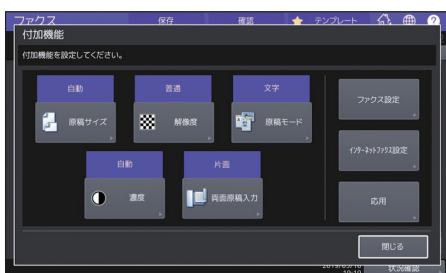 ファクス 保存 確認 テンプレート
付加機能
付加機能を設定してください。
自動 普通 文字
原稿サイズ 解像度 原稿モード
ファクス設定
自動 片面
濃度 両面原稿入力
インターネットファクス設定
応用
閉じる
状況確認